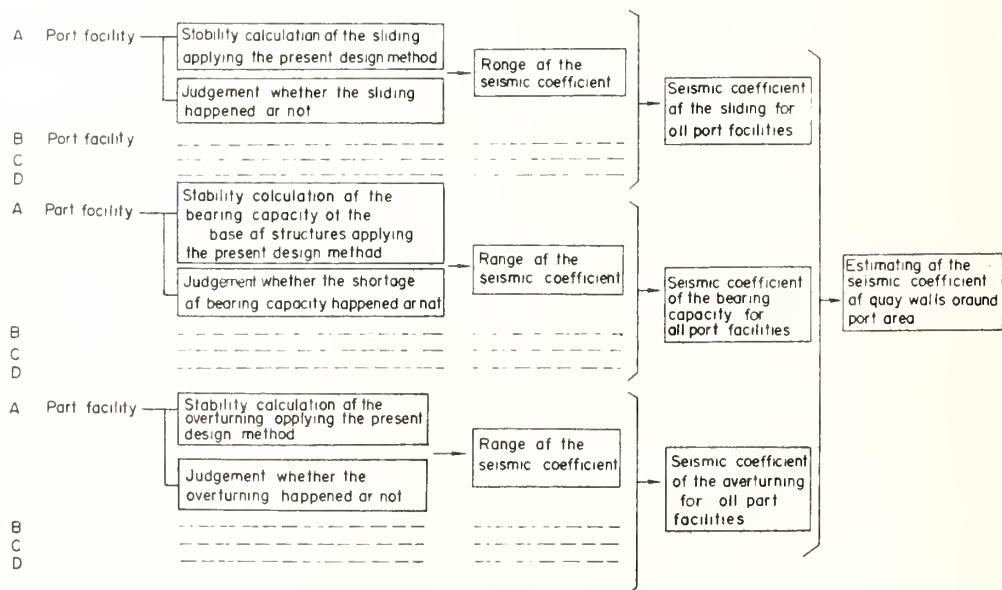 A Port facility
Stability calculation of the sliding
applying the present design method
Judgement whether the sliding
happened or not
Range of the
seismic coefficient
Seismic coefficient
of the sliding for
all port facilities
B Port facility
C
D
A Port facility
Stability calculation of the
bearing capacity of the
base of structures applying
the present design method
Judgement whether the shortage
of bearing capacity happened or not
Range of the
seismic coefficient
Seismic coefficient
of the bearing
capacity for
all port facilities
Estimating of the
seismic coefficient
of quay walls around
port area
B
C
D
A Port facility
Stability calculation of the
overturning applying the present
design method
Judgement whether the
overturning happened or not
Range of the
seismic coefficient
Seismic coefficient
of the overturning
for all port
facilities
B
C
D